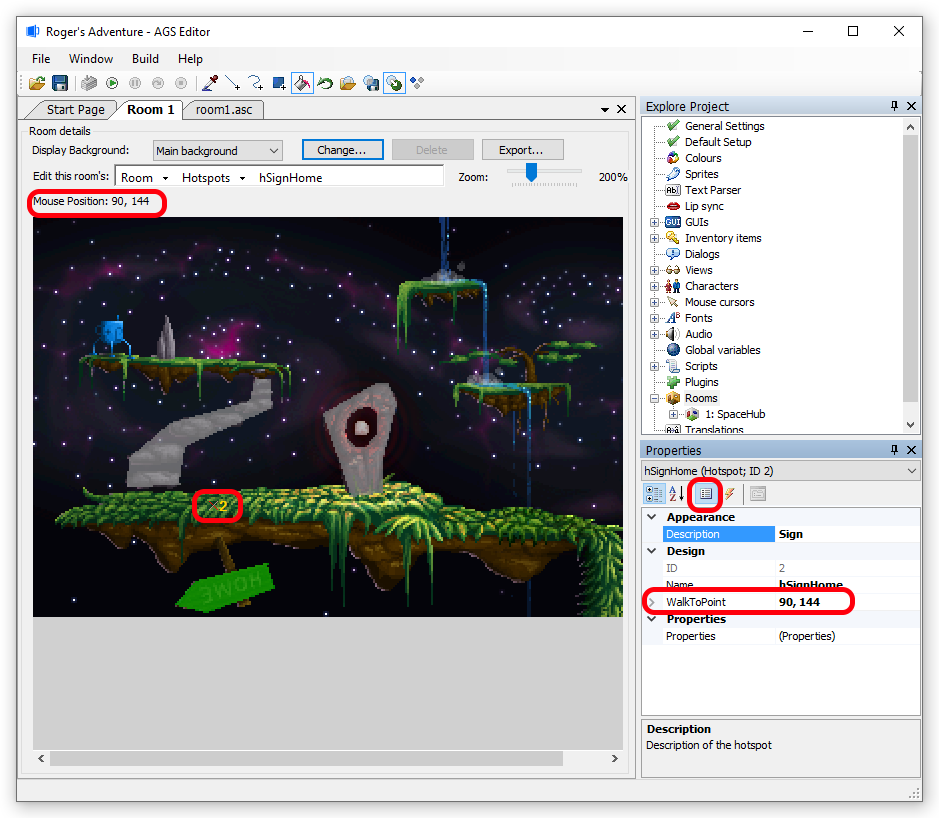 Roger's Adventure - AGS Editor
File Window Build Help
Start Page Room 1 room1.asc
Room details
Display Background: Main background Change... Delete Export...
Edit this room's: Room Hotspots hSignHome Zoom: 200%
Mouse Position: 90, 144
2
HOME
Explore Project
General Settings
Default Setup
Colours
Sprites
Abl Text Parser
Lip sync
GUI GUIs
Inventory items
Dialogs
Views
Characters
Mouse cursors
Fonts
Audio
Global variables
Scripts
Plugins
Rooms
1: SpaceHub
Translations
Properties
hSignHome (Hotspot; ID 2)
Appearance
Description Sign
Design
ID 2
Name hSignHome
WalkToPoint 90, 144
Properties
Properties (Properties)
Description
Description of the hotspot